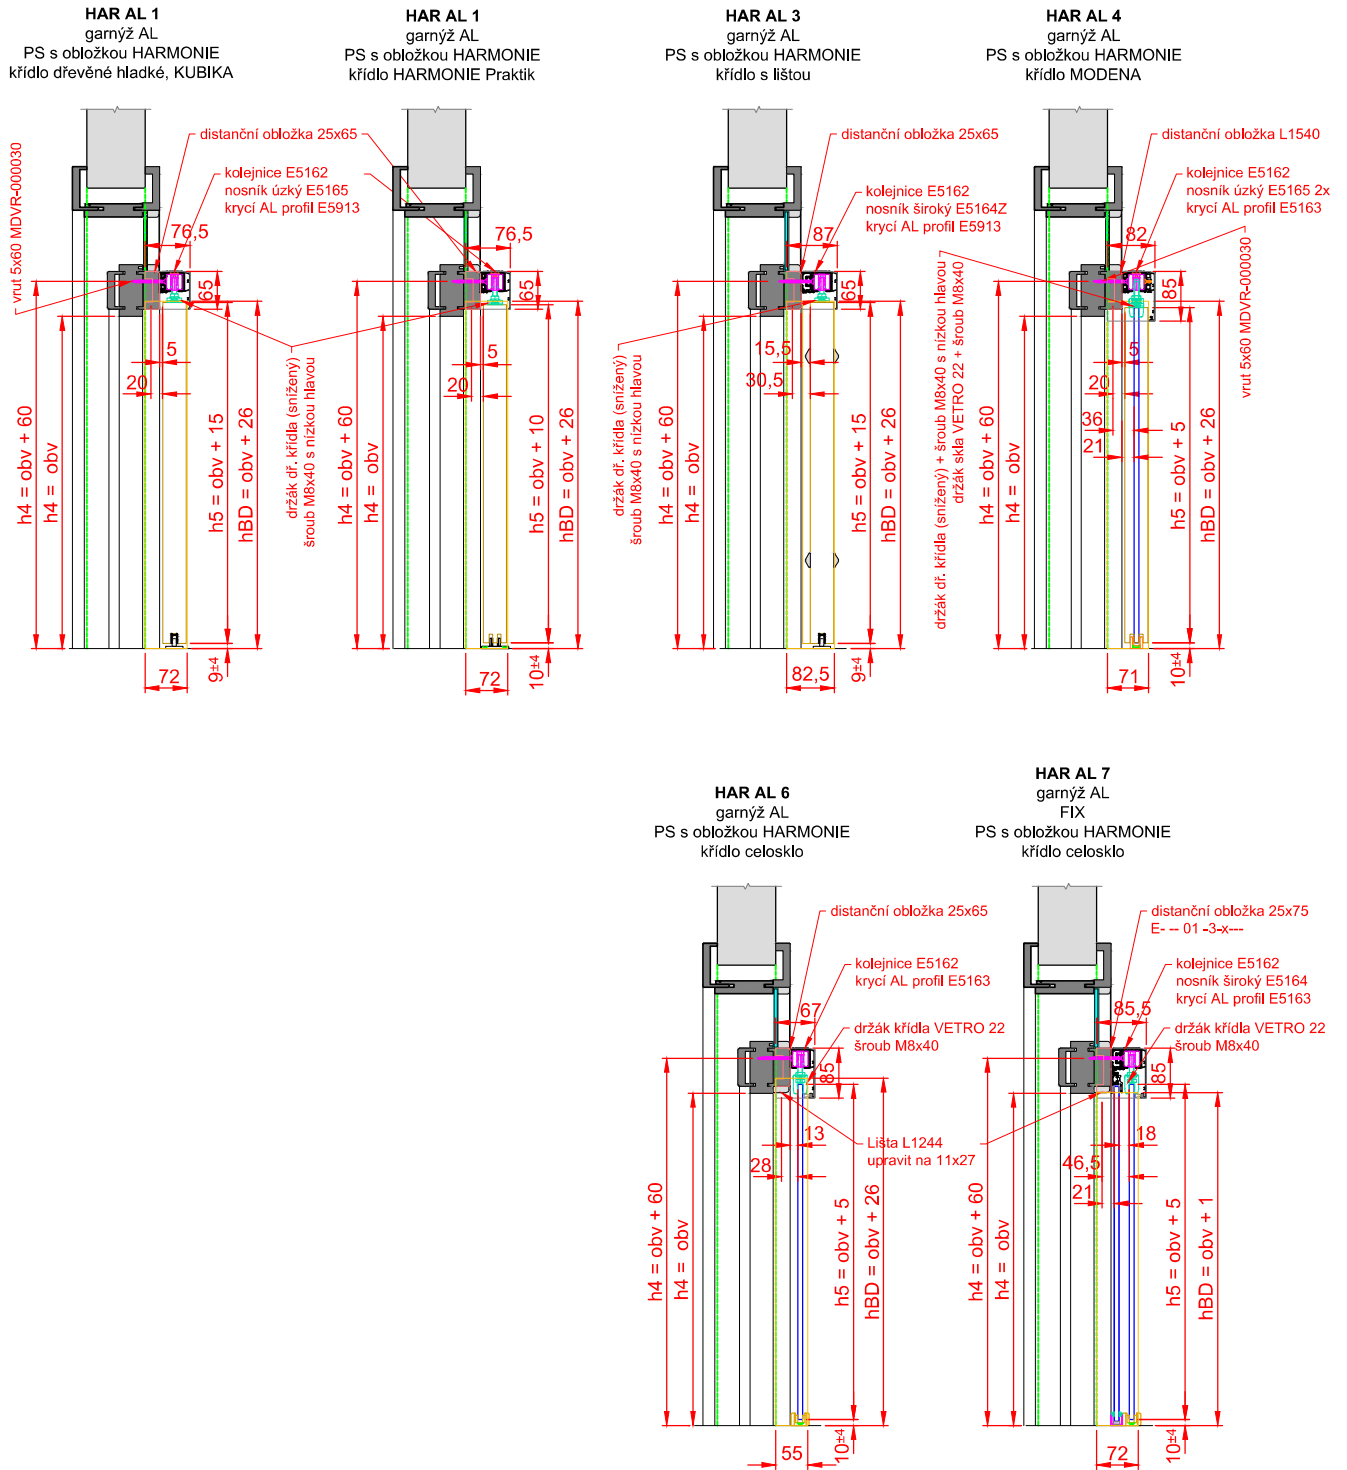 HAR AL 1
garnýž AL
PS s obložkou HARMONIE
křídlo dřevěné hladké, KUBIKA
vrut 5x60 MDVR-000030
distanční obložka 25x65
kolejnice E5162
nosník úzký E5165
krycí AL profil E5913
76,5
65
5
20
h4 = obv + 60
h4 = obv
h5 = obv + 15
hBD = obv + 26
72
9±4
držák dř. křídla (snížený)
šroub M8x40 s nízkou hlavou
HAR AL 1
garnýž AL
PS s obložkou HARMONIE
křídlo HARMONIE Praktik
76,5
65
5
20
h4 = obv + 60
h4 = obv
h5 = obv + 10
hBD = obv + 26
72
10±4
HAR AL 3
garnýž AL
PS s obložkou HARMONIE
křídlo s lištou
distanční obložka 25x65
kolejnice E5162
nosník široký E5164Z
krycí AL profil E5913
87
65
15,5
30,5
držák dř. křídla (snížený)
šroub M8x40 s nízkou hlavou
h4 = obv + 60
h4 = obv
h5 = obv + 15
hBD = obv + 26
82,5
9±4
HAR AL 4
garnýž AL
PS s obložkou HARMONIE
křídlo MODENA
distanční obložka L1540
kolejnice E5162
nosník úzký E5165 2x
krycí AL profil E5163
82
85
5
20
36
21
držák dř. křídla (snížený) + šroub M8x40 s nízkou hlavou
držák skla VETRO 22 + šroub M8x40
vrut 5x60 MDVR-000030
h4 = obv + 60
h4 = obv
h5 = obv + 5
hBD = obv + 26
71
10±4
HAR AL 6
garnýž AL
PS s obložkou HARMONIE
křídlo celosklo
distanční obložka 25x65
kolejnice E5162
krycí AL profil E5163
67
držák křídla VETRO 22
šroub M8x40
85
13
28
Lišta L1244
upravit na 11x27
h4 = obv + 60
h4 = obv
h5 = obv + 5
hBD = obv + 26
55
10±4
HAR AL 7
garnýž AL
FIX
PS s obložkou HARMONIE
křídlo celosklo
distanční obložka 25x75
E- -- 01 -3-x---
kolejnice E5162
nosník široký E5164
krycí AL profil E5163
85,5
držák křídla VETRO 22
šroub M8x40
85
18
46,5
21
h4 = obv + 60
h4 = obv
h5 = obv + 5
hBD = obv + 1
72
10±4